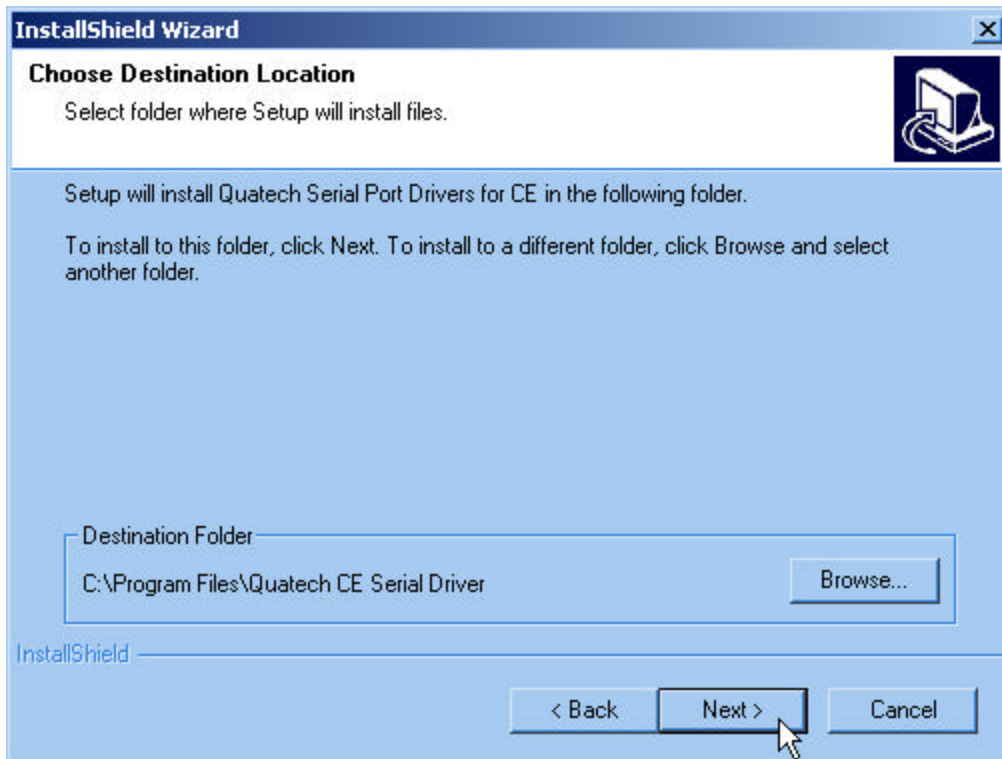 InstallShield Wizard
Choose Destination Location
Select folder where Setup will install files.
Setup will install Quatech Serial Port Drivers for CE in the following folder.
To install to this folder, click Next. To install to a different folder, click Browse and select
another folder.
Destination Folder
C:\Program Files\Quatech CE Serial Driver
Browse...
InstallShield
< Back
Next >
Cancel